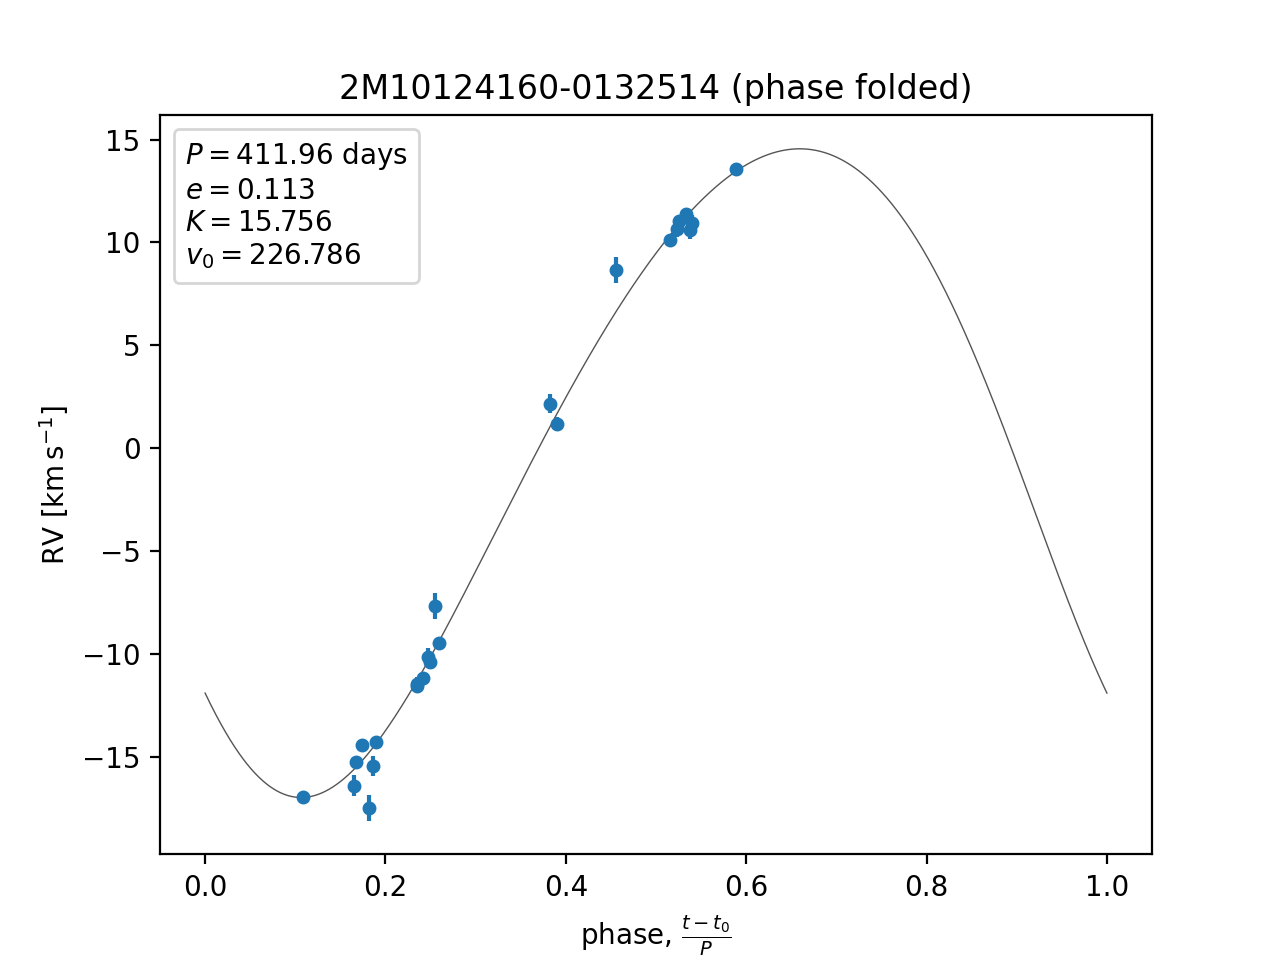 2M10124160-0132514 (phase folded)
P = 411.96 days
e = 0.113
K = 15.756
v₀ = 226.786
15
10
5
0
−5
−10
−15
RV [km s⁻¹]
0.0 0.2 0.4 0.6 0.8 1.0
phase, (t − t₀)/P